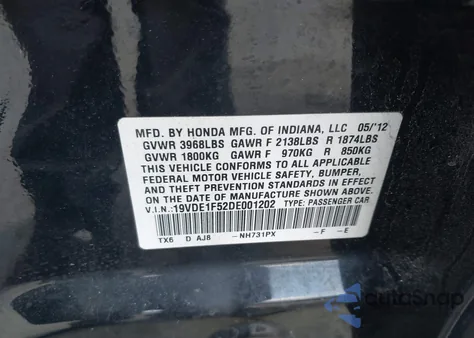 MFD. BY HONDA MFG. OF INDIANA, LLC 05/'12
GVWR 3968LBS GAWR F 2138LBS R 1874LBS
GVWR 1800KG GAWR F 970KG R 850KG
THIS VEHICLE CONFORMS TO ALL APPLICABLE
FEDERAL MOTOR VEHICLE SAFETY, BUMPER,
AND THEFT PREVENTION STANDARDS IN EFFECT
ON THE DATE OF MANUFACTURE SHOWN ABOVE.
V.I.N.: 19VDE1F52DE001202 TYPE: PASSENGER CAR
TX6 D AJ8 -NH731PX -F -E
AutoSnap